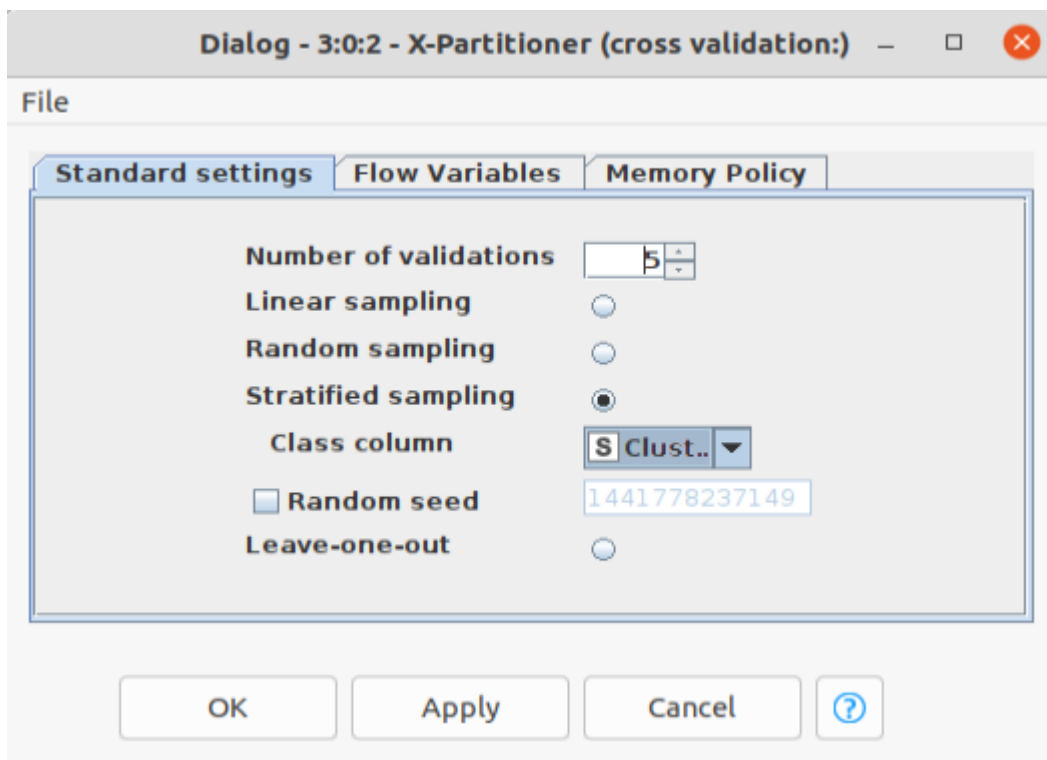 Dialog - 3:0:2 - X-Partitioner (cross validation:)
File
Standard settings Flow Variables Memory Policy
Number of validations 5
Linear sampling
Random sampling
Stratified sampling
Class column S Clust..
Random seed 1441778237149
Leave-one-out
OK Apply Cancel ?